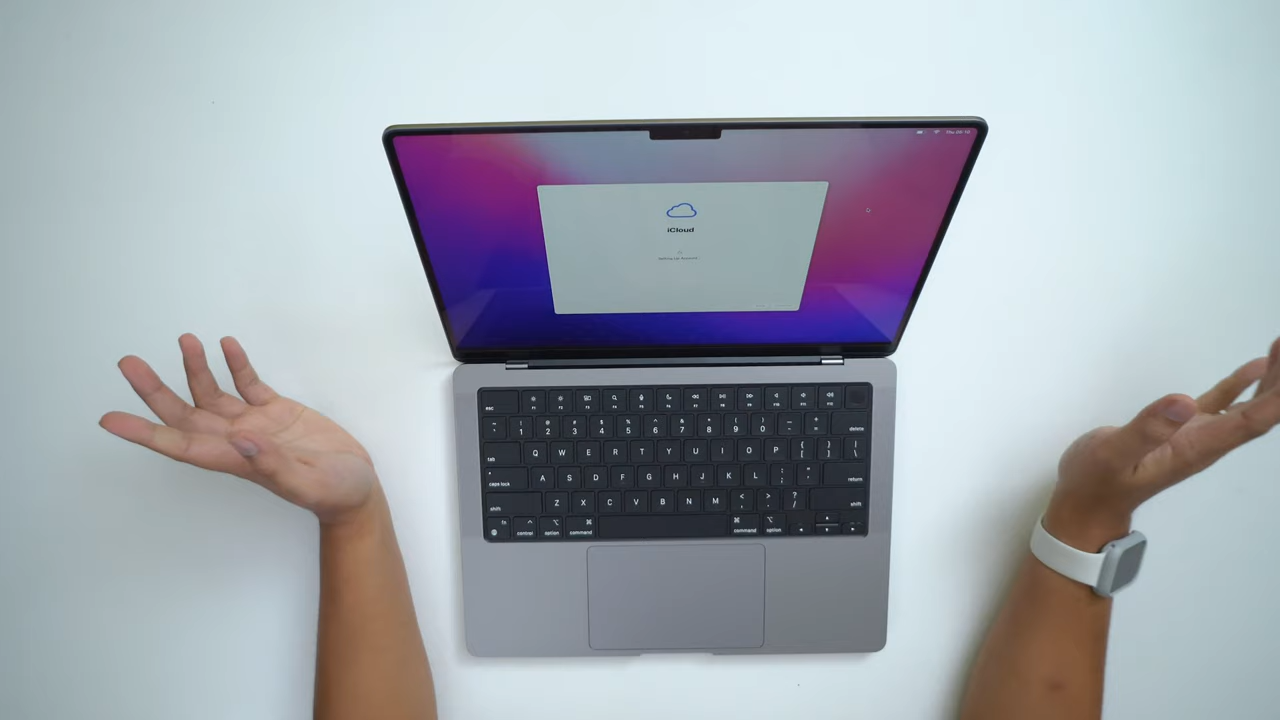 iCloud
esc F1 F2 F3 F4 F5 F6 F7 F8 F9 F10 F11 F12
~ ! @ # $ % ^ & * ( ) _ +
` 1 2 3 4 5 6 7 8 9 0 - = delete
tab Q W E R T Y U I O P { [ } ] | \
caps lock A S D F G H J K L : ; " ' return
shift Z X C V B N M < , > . ? / shift
fn control option command command option